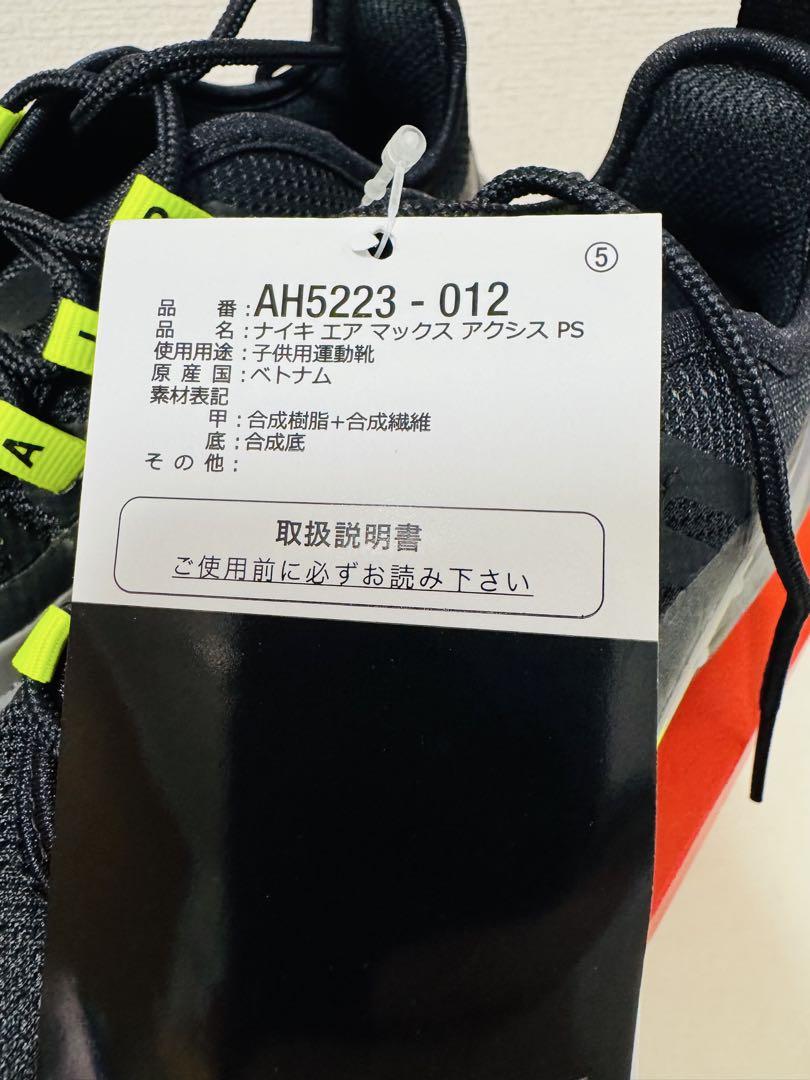 ⑤
品 番:AH5223 - 012
品 名:ナイキ エア マックス アクシス PS
使用用途:子供用運動靴
原 産 国:ベトナム
素材表記
甲:合成樹脂+合成繊維
底:合成底
そ の 他:
取扱説明書
ご使用前に必ずお読み下さい
I
A